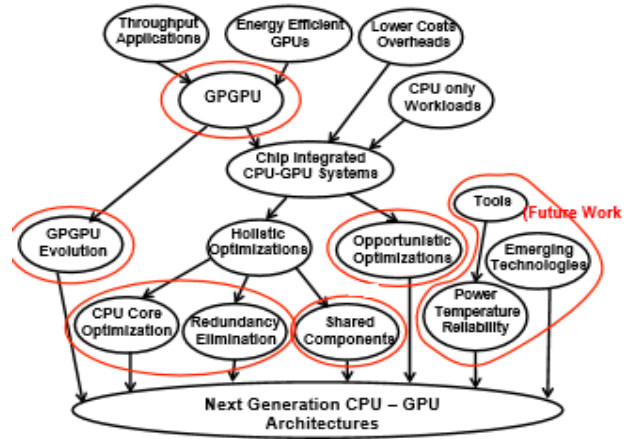 Throughput
Applications
Energy Efficient
GPUs
Lower Costs
Overheads
GPGPU
CPU only
Workloads
Chip Integrated
CPU-GPU Systems
Tools
(Future Work
GPGPU
Evolution
Holistic
Optimizations
Opportunistic
Optimizations
Emerging
Technologies
CPU Core
Optimization
Redundancy
Elimination
Shared
Components
Power
Temperature
Reliability
Next Generation CPU – GPU
Architectures